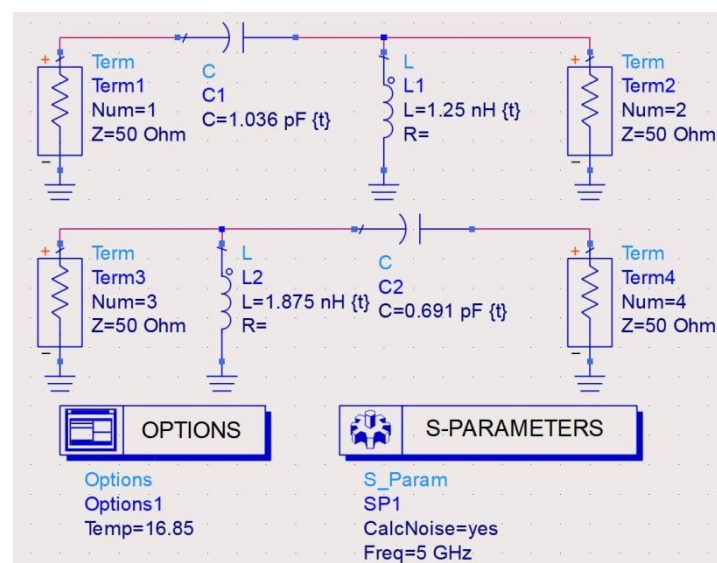 Term
Term1
Num=1
Z=50 Ohm
C
C1
C=1.036 pF {t}
L
L1
L=1.25 nH {t}
R=
Term
Term2
Num=2
Z=50 Ohm
Term
Term3
Num=3
Z=50 Ohm
L
L2
L=1.875 nH {t}
R=
C
C2
C=0.691 pF {t}
Term
Term4
Num=4
Z=50 Ohm
OPTIONS
Options
Options1
Temp=16.85
S-PARAMETERS
S_Param
SP1
CalcNoise=yes
Freq=5 GHz